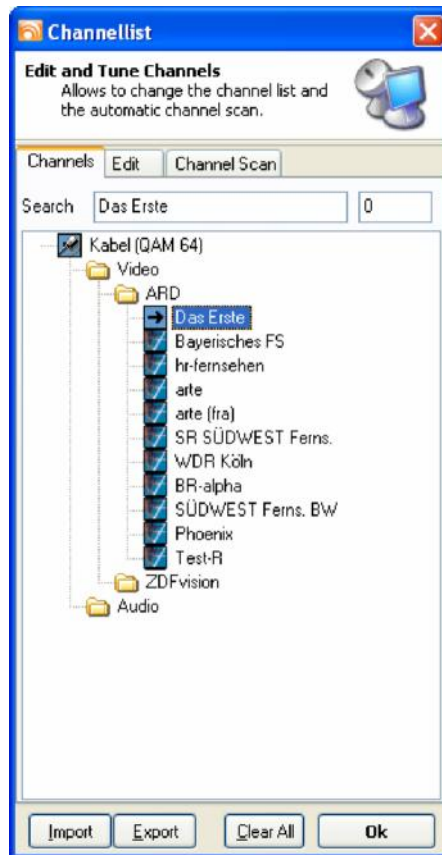 Channellist
Edit and Tune Channels
Allows to change the channel list and
the automatic channel scan.
Channels Edit Channel Scan
Search Das Erste 0
Kabel (QAM 64)
Video
ARD
Das Erste
Bayerisches FS
hr-fernsehen
arte
arte (fra)
SR SÜDWEST Ferns.
WDR Köln
BR-alpha
SÜDWEST Ferns. BW
Phoenix
Test-R
ZDFvision
Audio
Import Export Clear All Ok